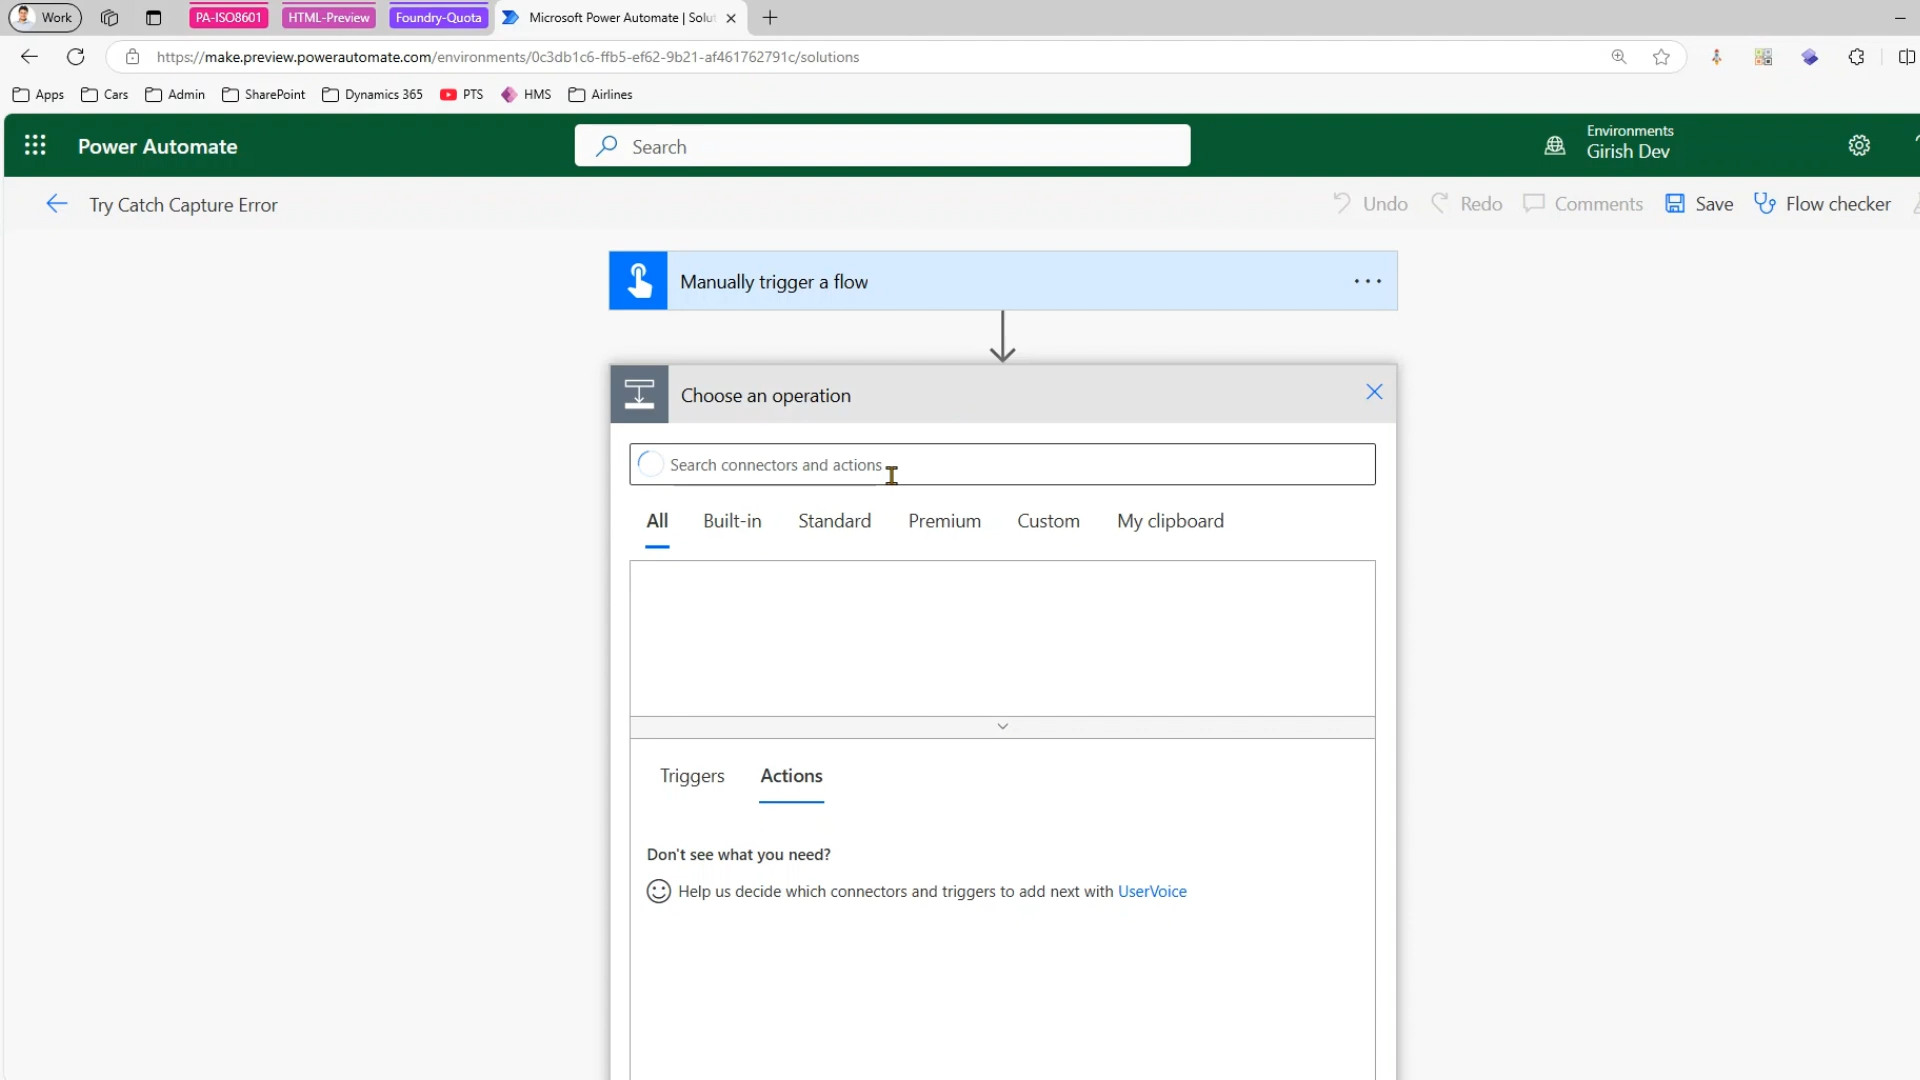 Work
PA-ISO8601
HTML-Preview
Foundry-Quota
Microsoft Power Automate | Solut
https://make.preview.powerautomate.com/environments/0c3db1c6-ffb5-ef62-9b21-af461762791c/solutions
Apps
Cars
Admin
SharePoint
Dynamics 365
PTS
HMS
Airlines
Power Automate
Search
Environments
Girish Dev
Try Catch Capture Error
Undo
Redo
Comments
Save
Flow checker
Manually trigger a flow
Choose an operation
Search connectors and actions
All
Built-in
Standard
Premium
Custom
My clipboard
Triggers
Actions
Don't see what you need?
Help us decide which connectors and triggers to add next with UserVoice